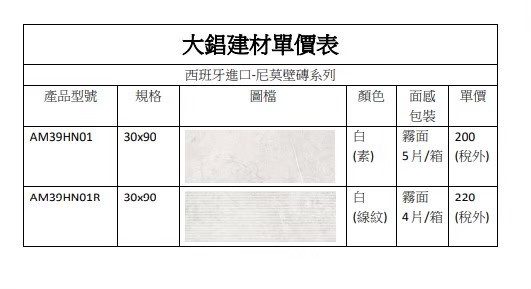 大錩建材單價表
西班牙進口-尼莫壁磚系列
產品型號 規格 圖檔 顏色 面感 單價
包裝
AM39HN01 30x90 白 霧面 200
(素) 5片/箱 (稅外)
AM39HN01R 30x90 白 霧面 220
(線紋) 4片/箱 (稅外)